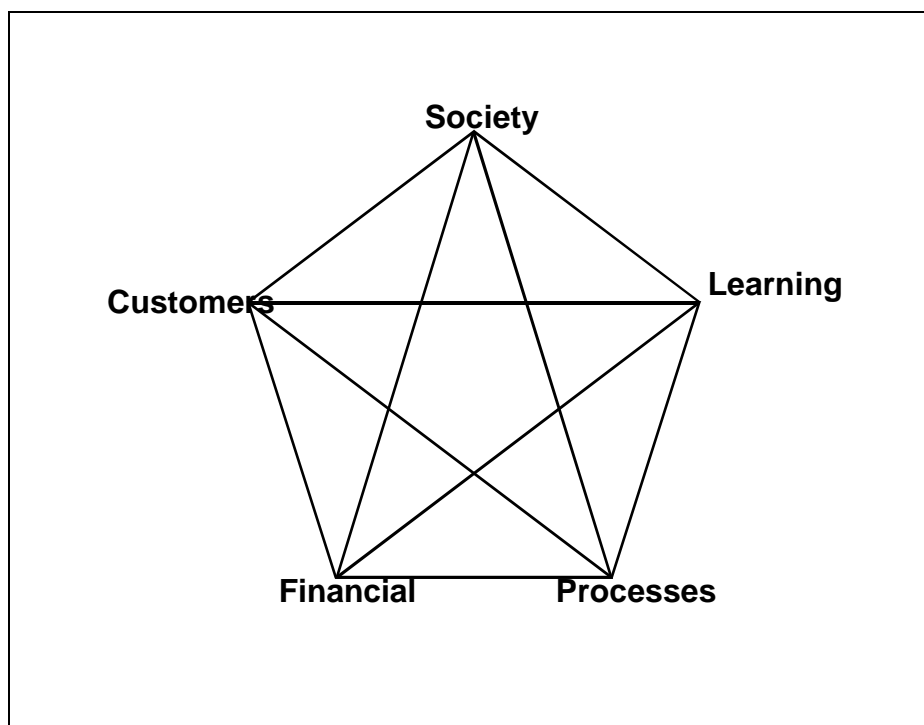 Society
Learning
Customers
Financial
Processes